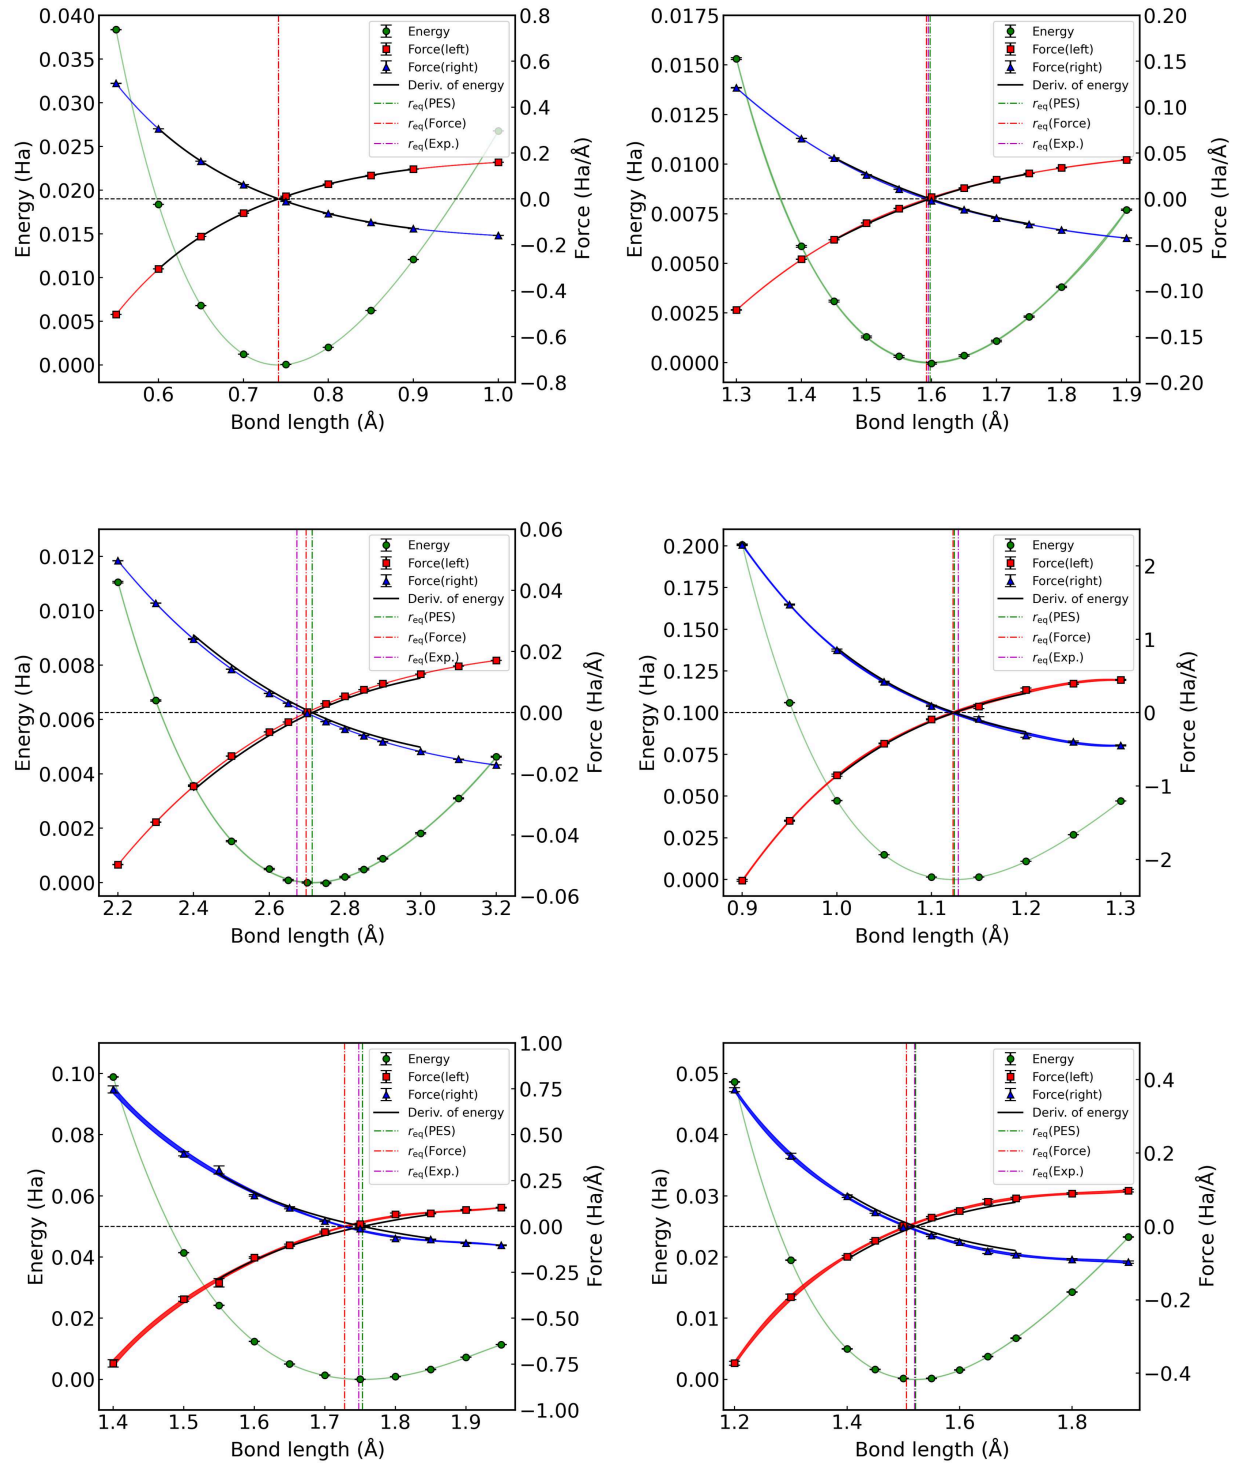 0.040
0.035
0.030
0.025
0.020
0.015
0.010
0.005
0.000
Energy (Ha)
0.6 0.7 0.8 0.9 1.0
Bond length (Å)
0.8
0.6
0.4
0.2
0.0
−0.2
−0.4
−0.6
−0.8
Force (Ha/Å)
Energy
Force(left)
Force(right)
Deriv. of energy
req(PES)
req(Force)
req(Exp.)
0.0175
0.0150
0.0125
0.0100
0.0075
0.0050
0.0025
0.0000
Energy (Ha)
1.3 1.4 1.5 1.6 1.7 1.8 1.9
Bond length (Å)
0.20
0.15
0.10
0.05
0.00
−0.05
−0.10
−0.15
−0.20
Force (Ha/Å)
Energy
Force(left)
Force(right)
Deriv. of energy
req(PES)
req(Force)
req(Exp.)
0.012
0.010
0.008
0.006
0.004
0.002
0.000
Energy (Ha)
2.2 2.4 2.6 2.8 3.0 3.2
Bond length (Å)
0.06
0.04
0.02
0.00
−0.02
−0.04
−0.06
Force (Ha/Å)
Energy
Force(left)
Force(right)
Deriv. of energy
req(PES)
req(Force)
req(Exp.)
0.200
0.175
0.150
0.125
0.100
0.075
0.050
0.025
0.000
Energy (Ha)
0.9 1.0 1.1 1.2 1.3
Bond length (Å)
2
1
0
−1
−2
Force (Ha/Å)
Energy
Force(left)
Force(right)
Deriv. of energy
req(PES)
req(Force)
req(Exp.)
0.10
0.08
0.06
0.04
0.02
0.00
Energy (Ha)
1.4 1.5 1.6 1.7 1.8 1.9
Bond length (Å)
1.00
0.75
0.50
0.25
0.00
−0.25
−0.50
−0.75
−1.00
Force (Ha/Å)
Energy
Force(left)
Force(right)
Deriv. of energy
req(PES)
req(Force)
req(Exp.)
0.05
0.04
0.03
0.02
0.01
0.00
Energy (Ha)
1.2 1.4 1.6 1.8
Bond length (Å)
0.4
0.2
0.0
−0.2
−0.4
Force (Ha/Å)
Energy
Force(left)
Force(right)
Deriv. of energy
req(PES)
req(Force)
req(Exp.)